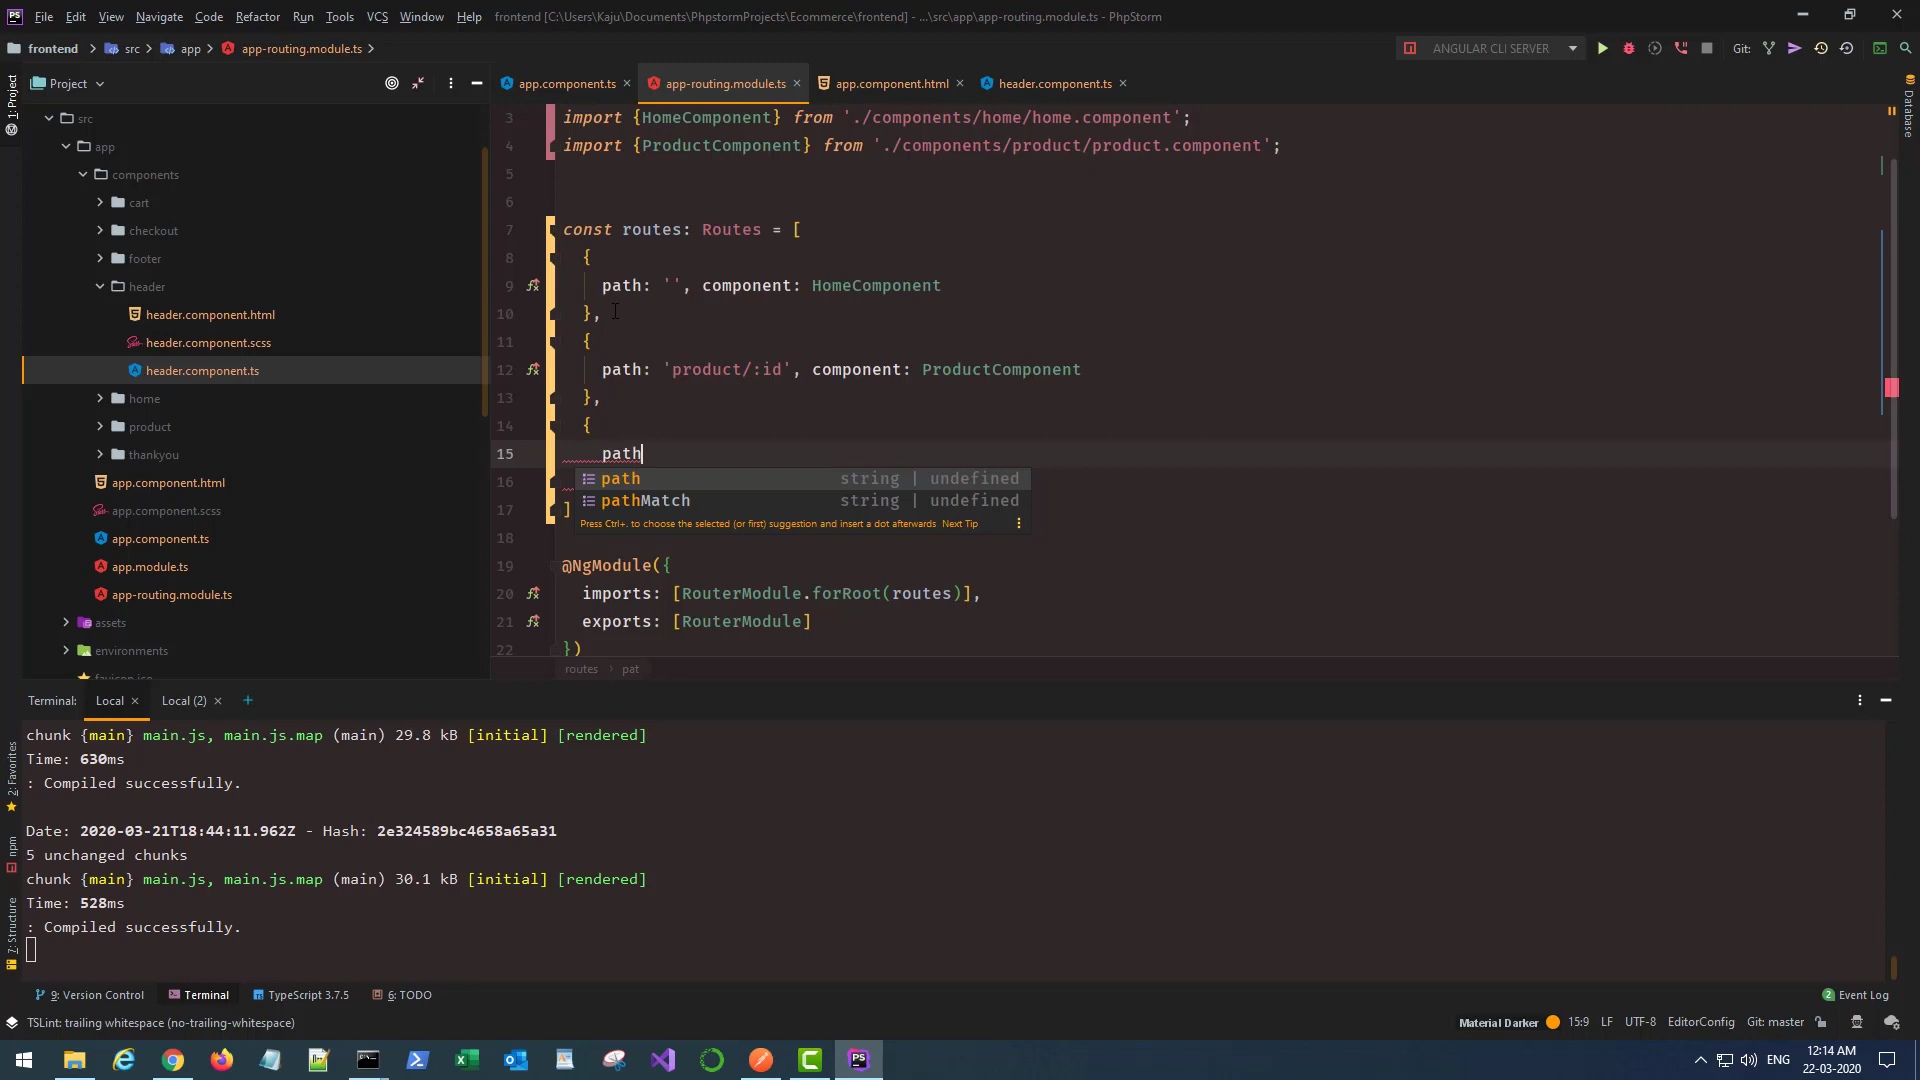 PS File Edit View Navigate Code Refactor Run Tools VCS Window Help frontend [C:\Users\Kaju\Documents\PhpstormProjects\Ecommerce\frontend] - ...\src\app\app-routing.module.ts - PhpStorm
frontend src app app-routing.module.ts ANGULAR CLI SERVER Git:
Project
app.component.ts app-routing.module.ts app.component.html header.component.ts
1: Project
Database
src
app
components
cart
checkout
footer
header
header.component.html
header.component.scss
header.component.ts
home
product
thankyou
app.component.html
app.component.scss
app.component.ts
app.module.ts
app-routing.module.ts
assets
environments
favicon.ico
3 import {HomeComponent} from './components/home/home.component';
4 import {ProductComponent} from './components/product/product.component';
5
6
7 const routes: Routes = [
8 {
9 path: '', component: HomeComponent
10 },
11 {
12 path: 'product/:id', component: ProductComponent
13 },
14 {
15 path
path string | undefined
pathMatch string | undefined
Press Ctrl+. to choose the selected (or first) suggestion and insert a dot afterwards Next Tip
16
17 ]
18
19 @NgModule({
20 imports: [RouterModule.forRoot(routes)],
21 exports: [RouterModule]
22 })
routes pat
Terminal: Local Local (2) +
chunk {main} main.js, main.js.map (main) 29.8 kB [initial] [rendered]
Time: 630ms
: Compiled successfully.
Date: 2020-03-21T18:44:11.962Z - Hash: 2e324589bc4658a65a31
5 unchanged chunks
chunk {main} main.js, main.js.map (main) 30.1 kB [initial] [rendered]
Time: 528ms
: Compiled successfully.
2: Favorites
npm
7: Structure
9: Version Control Terminal TypeScript 3.7.5 6: TODO 2 Event Log
TSLint: trailing whitespace (no-trailing-whitespace) Material Darker 15:9 LF UTF-8 EditorConfig Git: master
ENG 12:14 AM
22-03-2020